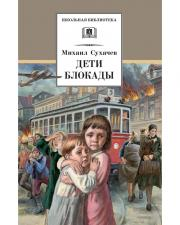 ШКОЛЬНАЯ БИБЛИОТЕКА
Михаил Сухачев
ДЕТИ
БЛОКАДЫ